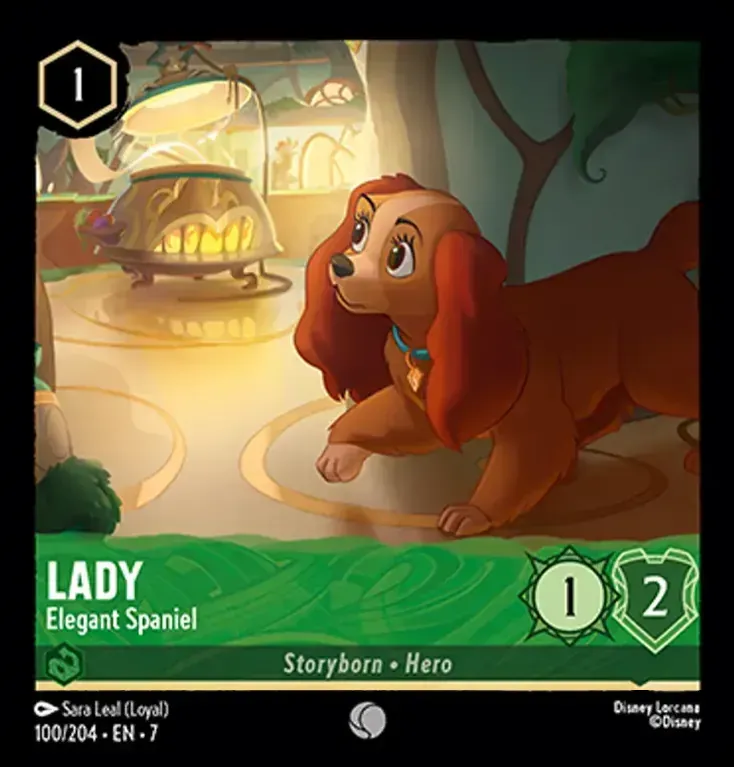 1
LADY
Elegant Spaniel
1
2
Storyborn • Hero
Sara Leal (Loyal)
100/204 • EN • 7
Disney Lorcana
©Disney